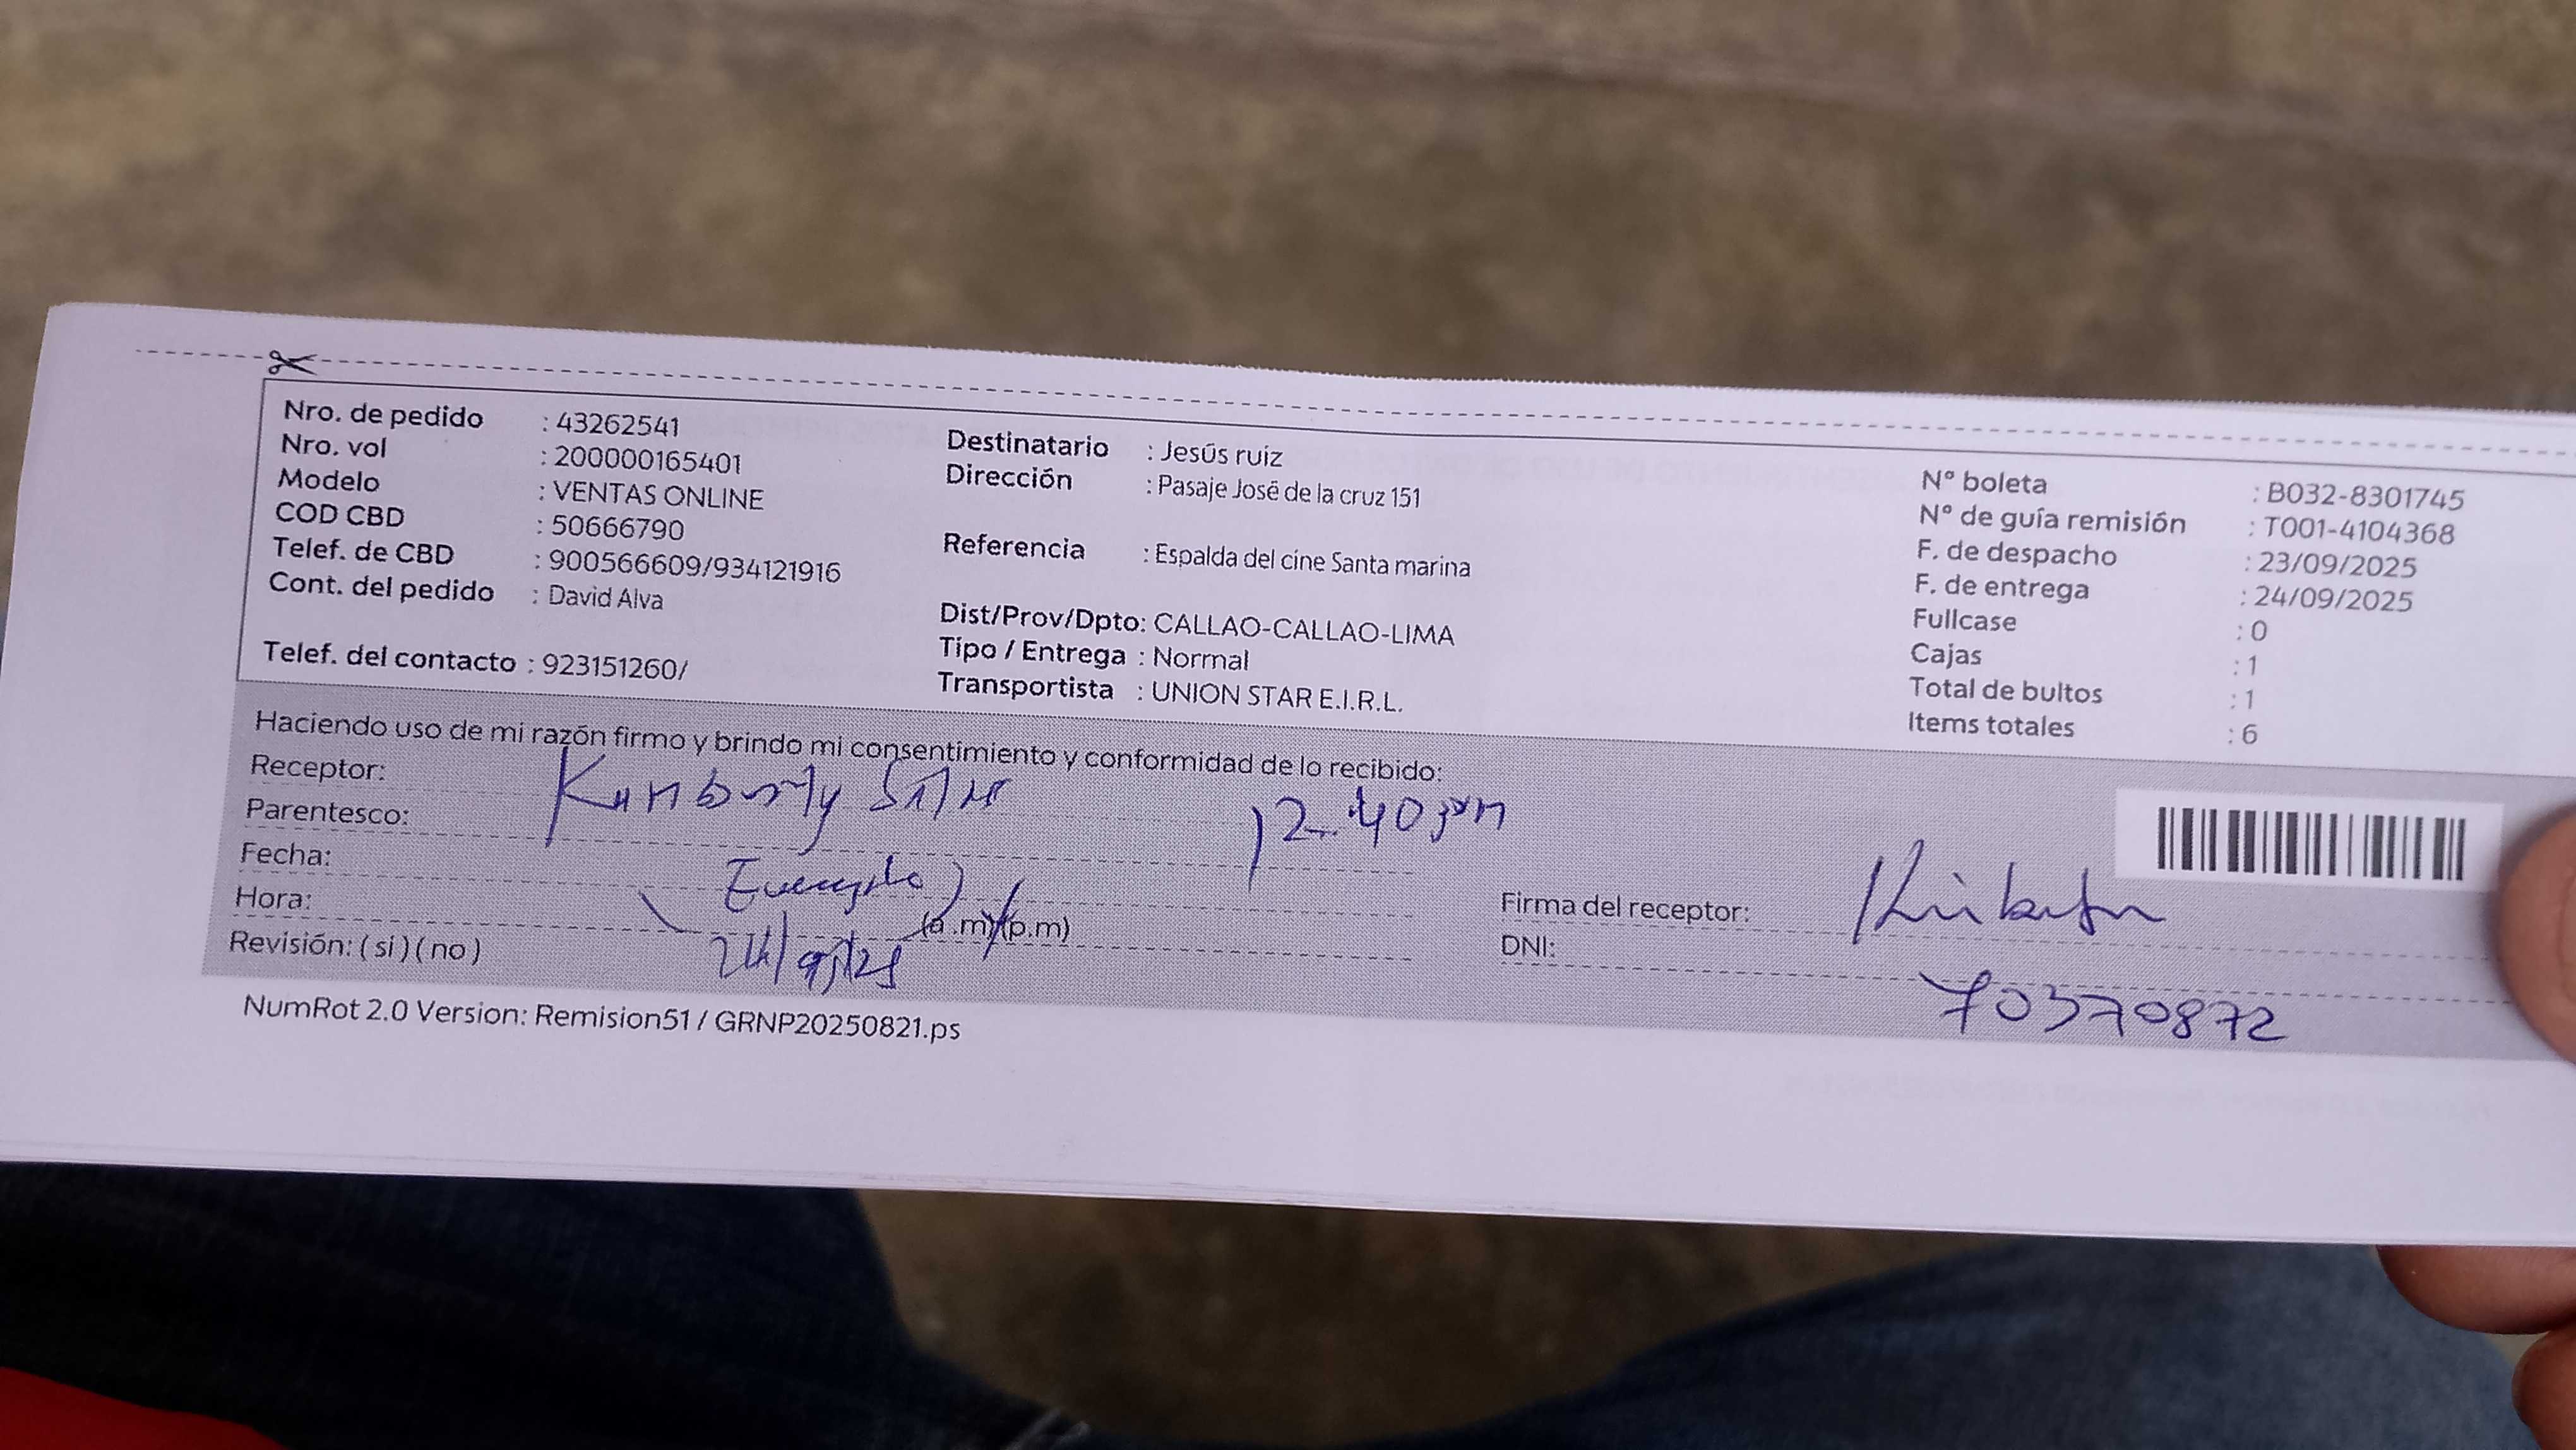 Nro. de pedido : 43262541
Nro. vol : 200000165401
Modelo : VENTAS ONLINE
COD CBD : 50666790
Telef. de CBD : 900566609/934121916
Cont. del pedido : David Alva
Telef. del contacto : 923151260/
Destinatario : Jesús ruiz
Dirección : Pasaje José de la cruz 151
Referencia : Espalda del cine Santa marina
Dist/Prov/Dpto: CALLAO-CALLAO-LIMA
Tipo / Entrega : Normal
Transportista : UNION STAR E.I.R.L.
Nº boleta : B032-8301745
Nº de guía remisión : T001-4104368
F. de despacho : 23/09/2025
F. de entrega : 24/09/2025
Fullcase : 0
Cajas : 1
Total de bultos : 1
Items totales : 6
Haciendo uso de mi razón firmo y brindo mi consentimiento y conformidad de lo recibido:
Receptor:
Parentesco: 12:40 pm
Fecha:
Hora: (a.m)/(p.m)
Revisión: ( si ) ( no )
Firma del receptor:
DNI: 70370872
NumRot 2.0 Version: Remision51 / GRNP20250821.ps